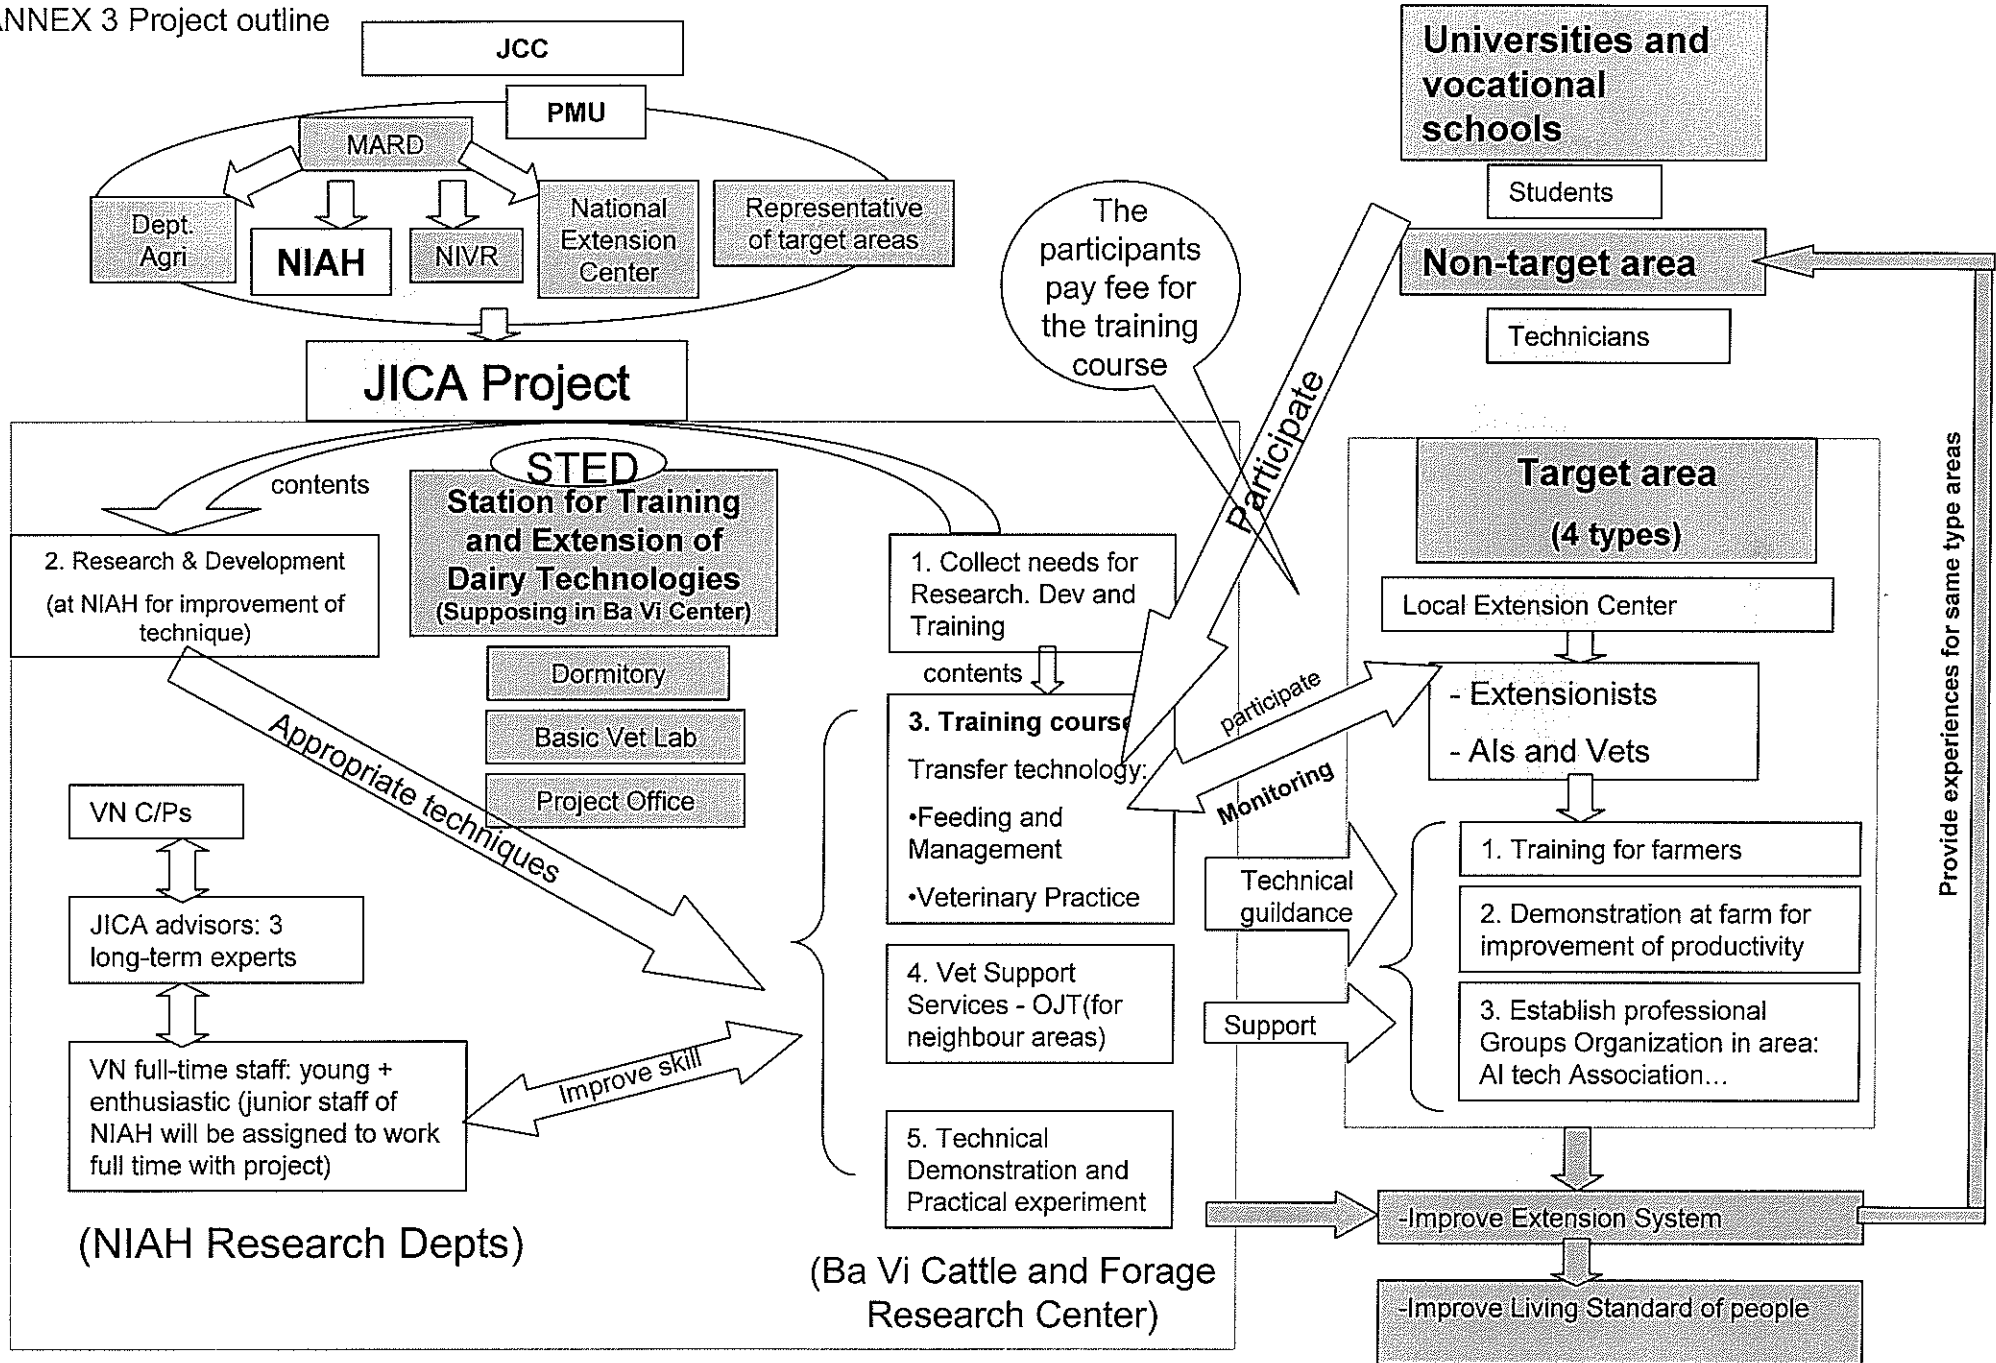 ANNEX 3 Project outline
JCC
PMU
MARD
Dept.
Agri
NIAH
NIVR
National
Extension
Center
Representative
of target areas
JICA Project
Universities and
vocational
schools
Students
Non-target area
Technicians
The
participants
pay fee for
the training
course
Participate
contents
STED
Station for Training
and Extension of
Dairy Technologies
(Supposing in Ba Vi Center)
Dormitory
Basic Vet Lab
Project Office
2. Research & Development
(at NIAH for improvement of
technique)
Appropriate techniques
VN C/Ps
JICA advisors: 3
long-term experts
VN full-time staff: young +
enthusiastic (junior staff of
NIAH will be assigned to work
full time with project)
Improve skill
(NIAH Research Depts)
1. Collect needs for
Research. Dev and
Training
contents
3. Training course
Transfer technology:
•Feeding and
Management
•Veterinary Practice
4. Vet Support
Services - OJT(for
neighbour areas)
5. Technical
Demonstration and
Practical experiment
(Ba Vi Cattle and Forage
Research Center)
participate
Monitoring
Technical
guildance
Support
Target area
(4 types)
Local Extension Center
- Extensionists
- AIs and Vets
1. Training for farmers
2. Demonstration at farm for
improvement of productivity
3. Establish professional
Groups Organization in area:
AI tech Association...
-Improve Extension System
-Improve Living Standard of people
Provide experiences for same type areas